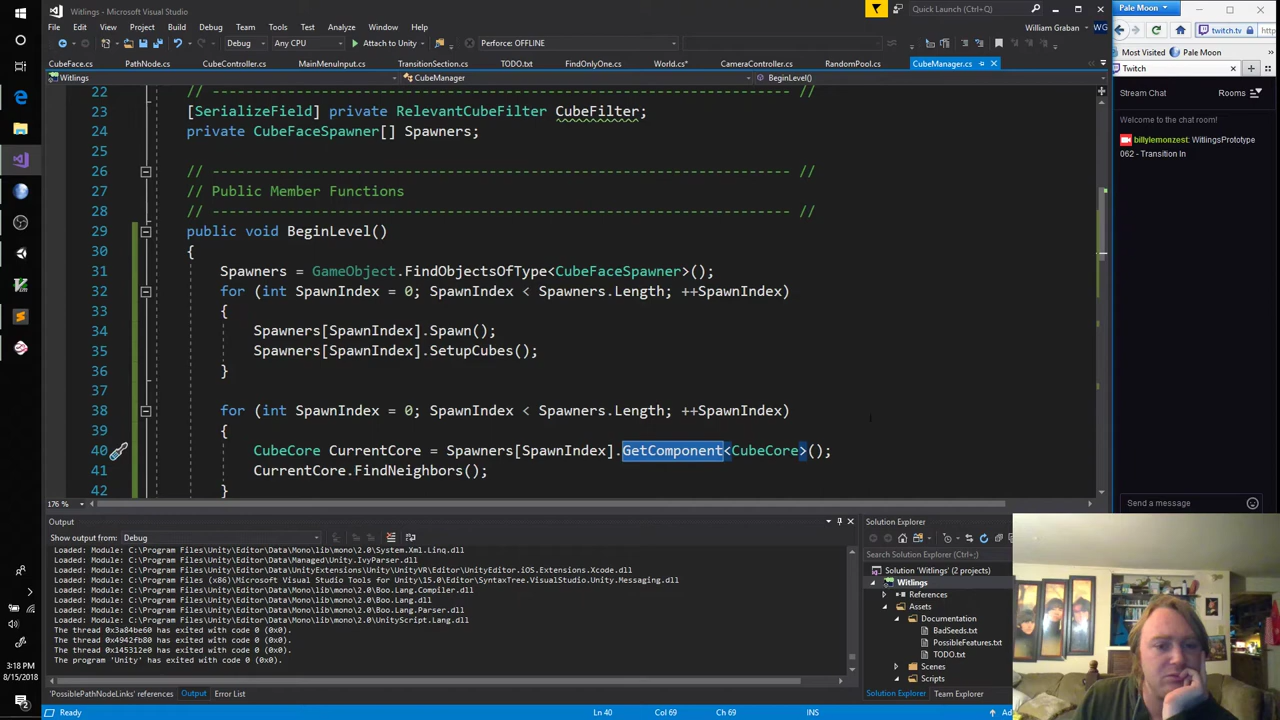 Witlings - Microsoft Visual Studio
Quick Launch (Ctrl+Q)
Pale Moon
File Edit View Project Build Debug Team Tools Analyze Window Help
William Graban WG
Debug Any CPU Attach to Unity Perforce: OFFLINE
twitch.tv
Most Visited Pale Moon
CubeFace.cs PathNode.cs CubeController.cs MainMenuInput.cs TransitionSection.cs TODO.txt FindOnlyOne.cs World.cs* CameraController.cs RandomPool.cs CubeManager.cs
Twitch
Witlings CubeManager BeginLevel()
Stream Chat Rooms
22 // ----------------------------------------------------------------------- //
23 [SerializeField] private RelevantCubeFilter CubeFilter;
24 private CubeFaceSpawner[] Spawners;
25
26 // ----------------------------------------------------------------------- //
27 // Public Member Functions
28 // ----------------------------------------------------------------------- //
29 public void BeginLevel()
30 {
31 Spawners = GameObject.FindObjectsOfType<CubeFaceSpawner>();
32 for (int SpawnIndex = 0; SpawnIndex < Spawners.Length; ++SpawnIndex)
33 {
34 Spawners[SpawnIndex].Spawn();
35 Spawners[SpawnIndex].SetupCubes();
36 }
37
38 for (int SpawnIndex = 0; SpawnIndex < Spawners.Length; ++SpawnIndex)
39 {
40 CubeCore CurrentCore = Spawners[SpawnIndex].GetComponent<CubeCore>();
41 CurrentCore.FindNeighbors();
42 }
Welcome to the chat room!
billylemonzest: WitlingsPrototype
062 - Transition In
Send a message
176 %
Output
Show output from: Debug
Loaded: Module: C:\Program Files\Unity\Editor\Data\Mono\lib\mono\2.0\System.Xml.Linq.dll
Loaded: Module: C:\Program Files\Unity\Editor\Data\Managed\Unity.IvyParser.dll
Loaded: Module: C:\Program Files\Unity\Editor\Data\UnityExtensions\Unity\UnityVR\Editor\UnityEditor.VR.dll
Loaded: Module: C:\Program Files (x86)\Microsoft Visual Studio Tools for Unity\15.0\Editor\SyntaxTree.VisualStudio.Unity.Messaging.dll
Loaded: Module: C:\Program Files\Unity\Editor\Data\Mono\lib\mono\2.0\Boo.Lang.Compiler.dll
Loaded: Module: C:\Program Files\Unity\Editor\Data\Mono\lib\mono\2.0\Boo.Lang.dll
Loaded: Module: C:\Program Files\Unity\Editor\Data\Mono\lib\mono\2.0\Boo.Lang.Parser.dll
Loaded: Module: C:\Program Files\Unity\Editor\Data\Mono\lib\mono\2.0\UnityScript.Lang.dll
The thread 0x3a84be60 has exited with code 0 (0x0).
The thread 0x4942fb80 has exited with code 0 (0x0).
The thread 0x145312e0 has exited with code 0 (0x0).
The program 'Unity' has exited with code 0 (0x0).
'PossiblePathNodeLinks' references Output Error List
Solution Explorer
Search Solution Explorer (Ctrl+;)
Solution 'Witlings' (2 projects)
Witlings
References
Assets
Documentation
BadSeeds.txt
PossibleFeatures.txt
TODO.txt
Scenes
Scripts
Solution Explorer Team Explorer
Ready Ln 40 Col 69 Ch 69 INS
3:18 PM
8/15/2018
2